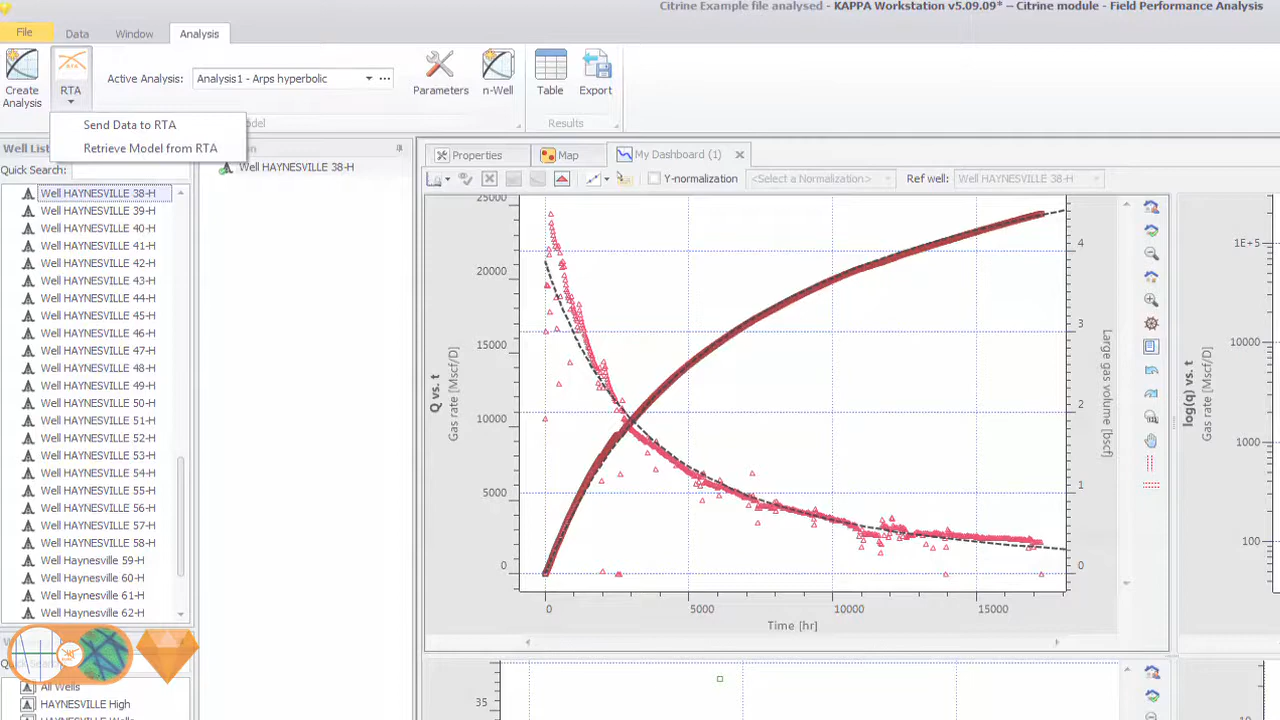 Citrine Example file analysed - KAPPA Workstation v5.09.09* – Citrine module - Field Performance Analysis
File
Data
Window
Analysis
Create Analysis
RTA
Active Analysis:
Analysis1 - Arps hyperbolic
Parameters
n-Well
Table
Export
Results
Send Data to RTA
Retrieve Model from RTA
Quick Search:
Well HAYNESVILLE 38-H
Well HAYNESVILLE 39-H
Well HAYNESVILLE 40-H
Well HAYNESVILLE 41-H
Well HAYNESVILLE 42-H
Well HAYNESVILLE 43-H
Well HAYNESVILLE 44-H
Well HAYNESVILLE 45-H
Well HAYNESVILLE 46-H
Well HAYNESVILLE 47-H
Well HAYNESVILLE 48-H
Well HAYNESVILLE 49-H
Well HAYNESVILLE 50-H
Well HAYNESVILLE 51-H
Well HAYNESVILLE 52-H
Well HAYNESVILLE 53-H
Well HAYNESVILLE 54-H
Well HAYNESVILLE 55-H
Well HAYNESVILLE 56-H
Well HAYNESVILLE 57-H
Well HAYNESVILLE 58-H
Well Haynesville 59-H
Well Haynesville 60-H
Well Haynesville 61-H
Well Haynesville 62-H
All Wells
HAYNESVILLE High
HAYNESVILLE Wells
Well HAYNESVILLE 38-H
Properties
Map
My Dashboard (1)
Y-normalization
<Select a Normalization>
Ref well:
Well HAYNESVILLE 38-H
Q vs. t
Gas rate [Mscf/D]
25000
20000
15000
10000
5000
0
4
3
2
1
0
Large gas volume [bscf]
0
5000
10000
15000
Time [hr]
35
log(q) vs. t
Gas rate [Mscf/D]
1E+5
10000
1000
100
10